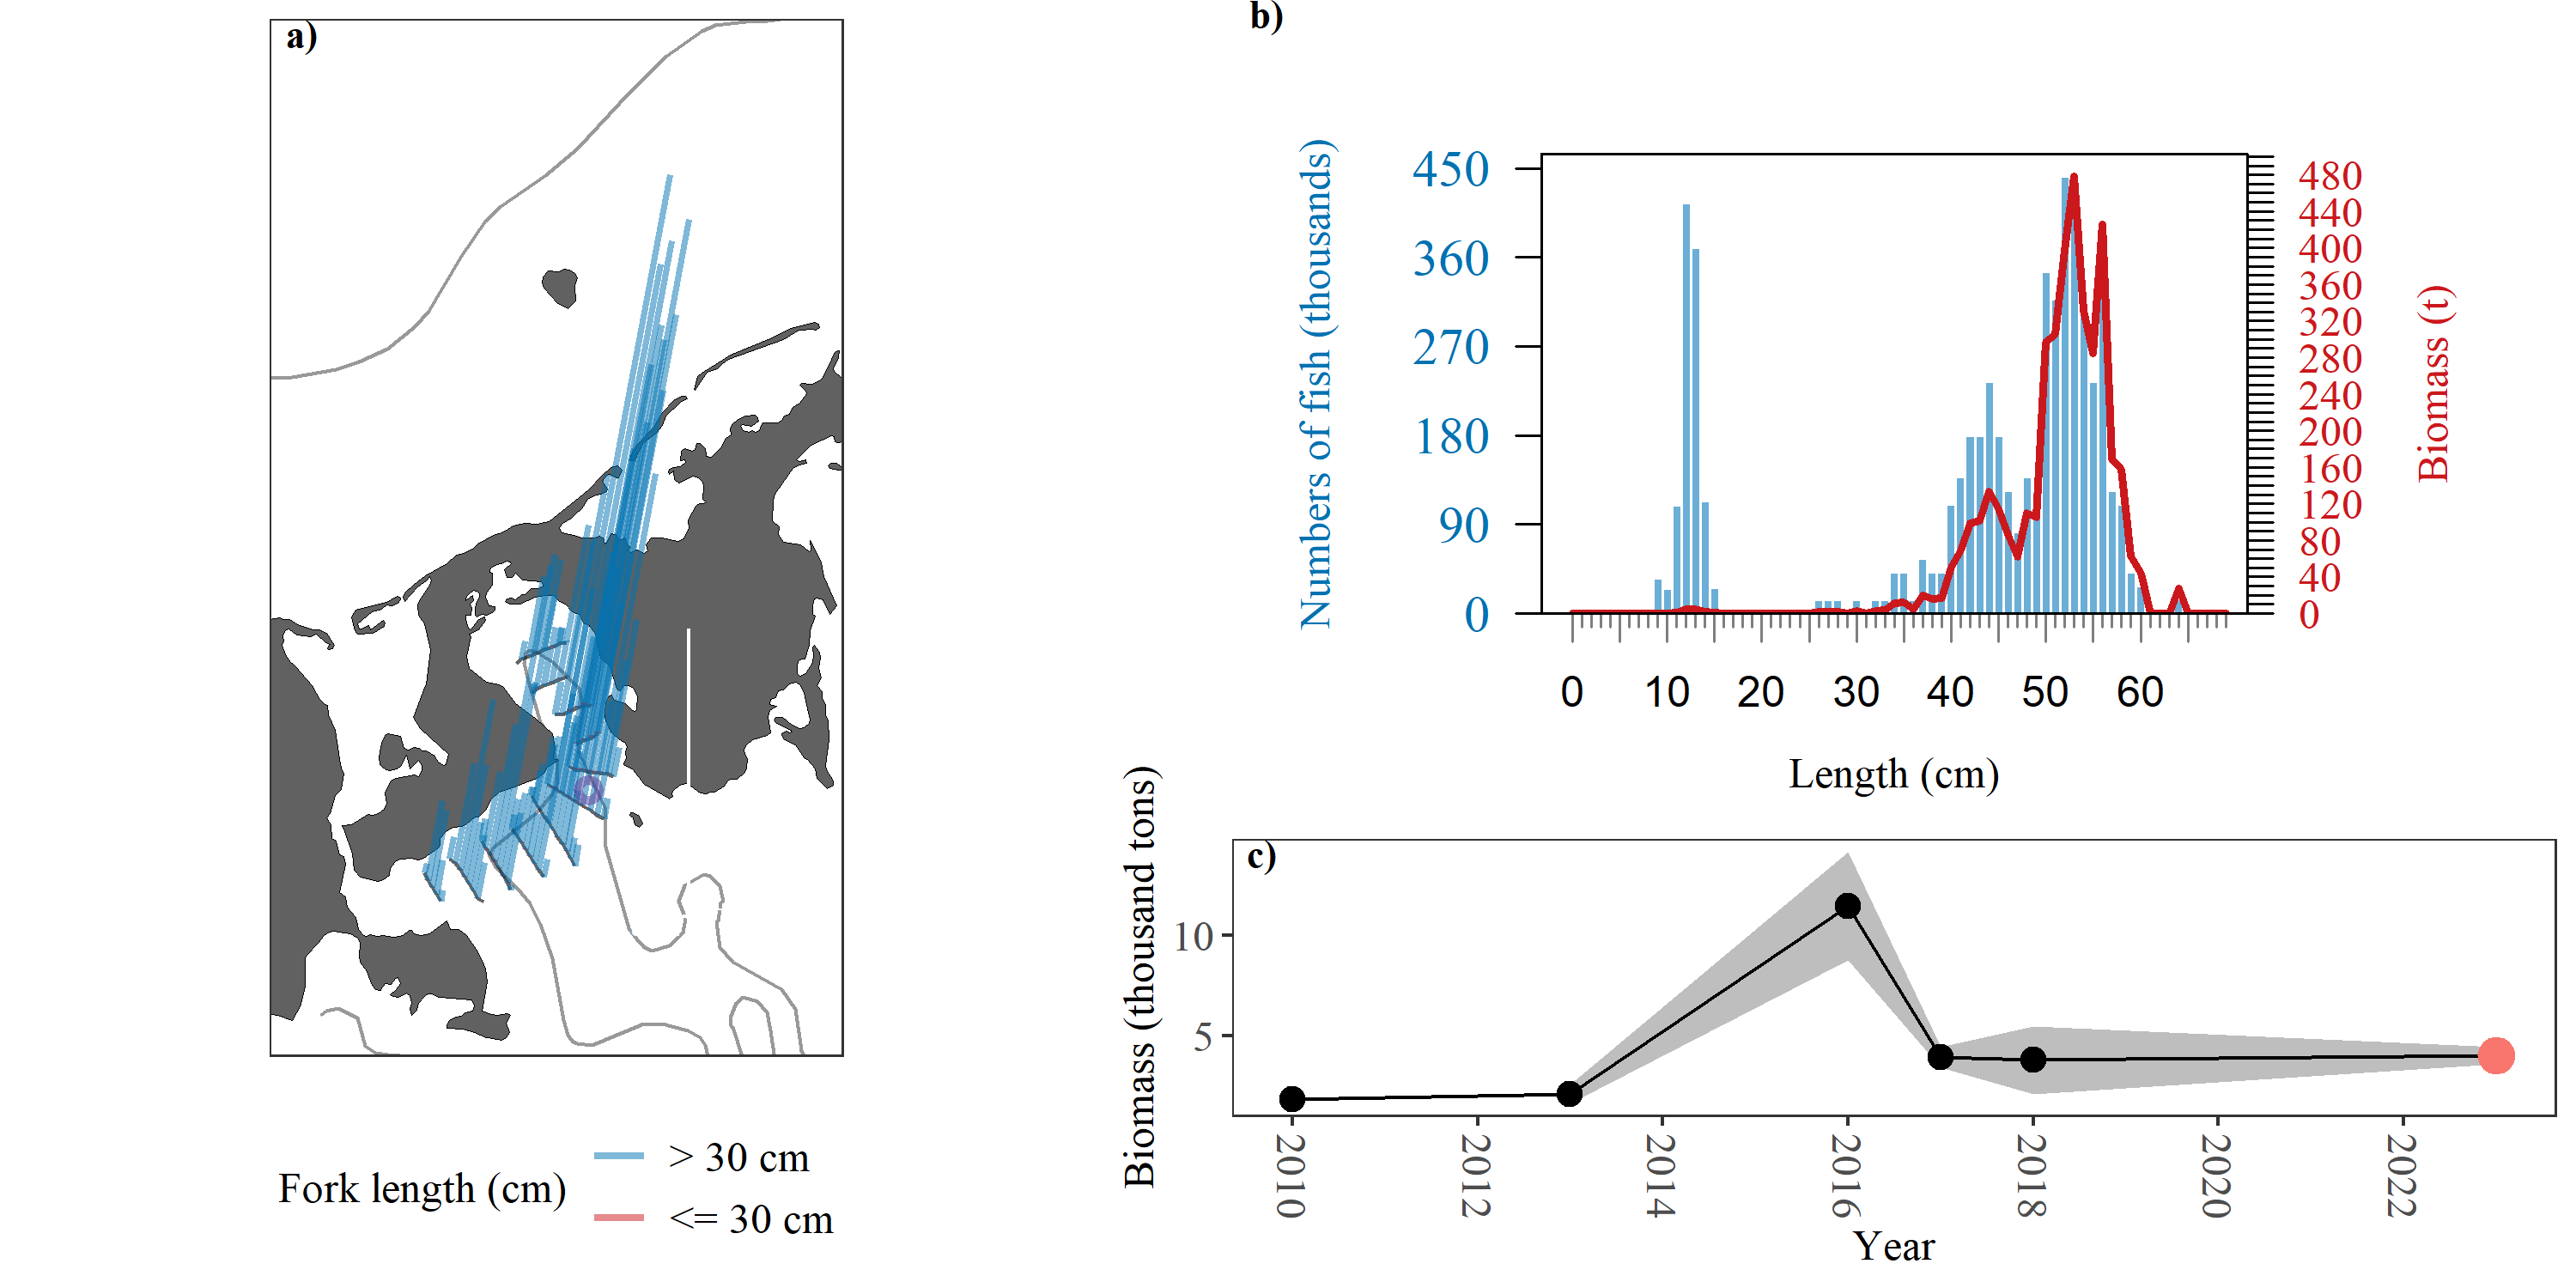 a)
Fork length (cm)
> 30 cm
<= 30 cm
b)
Numbers of fish (thousands)
450
360
270
180
90
0
480
440
400
360
320
280
240
200
160
120
80
40
0
Biomass (t)
0 10 20 30 40 50 60
Length (cm)
c)
Biomass (thousand tons)
10
5
2010 2012 2014 2016 2018 2020 2022
Year